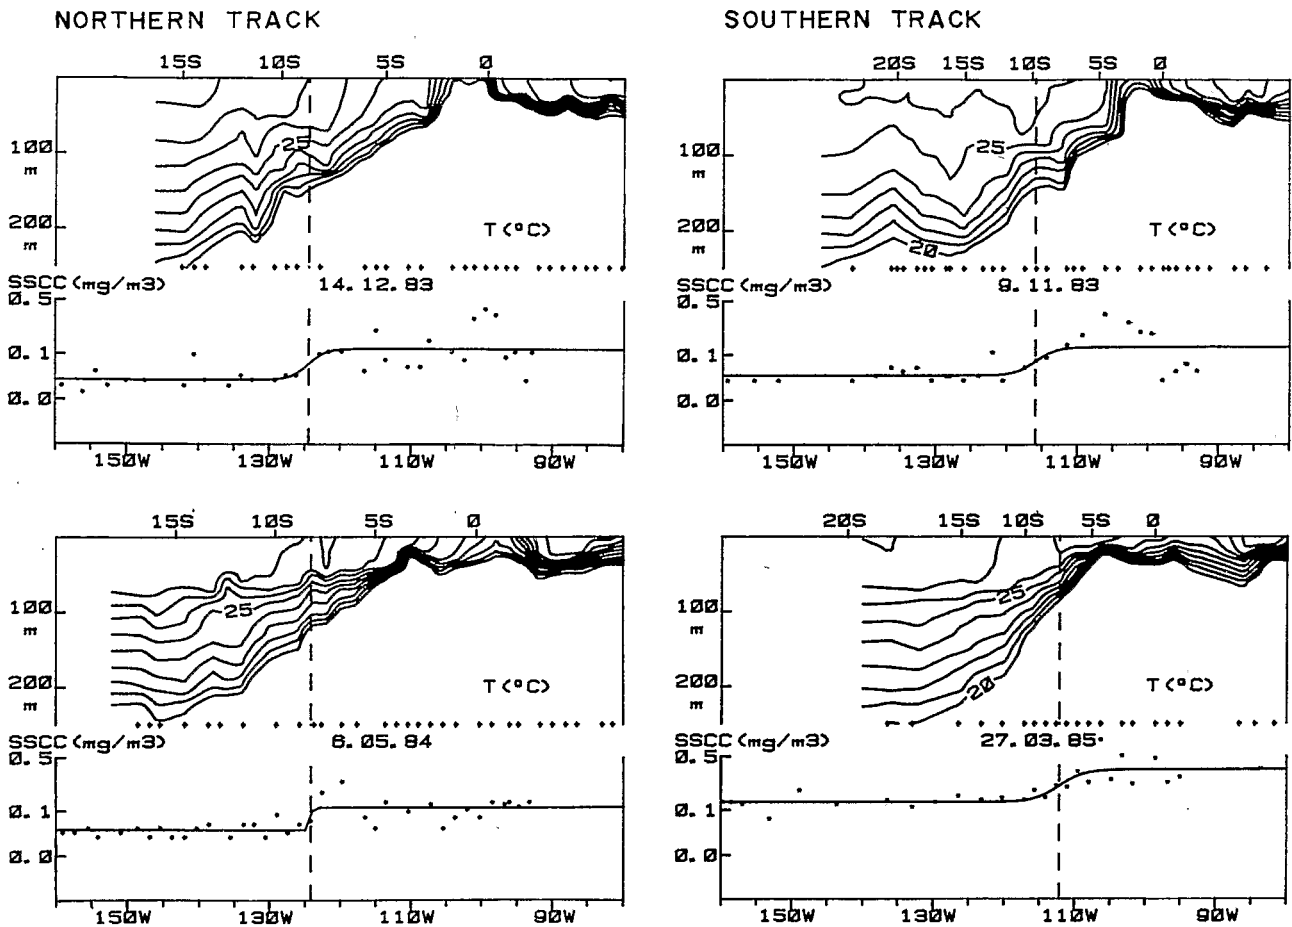 NORTHERN TRACK
15S 10S 5S 0
25
100
m
200
m
T(°C)
SSCC(mg/m3)
14.12.83
0.5
0.1
0.0
150W 130W 110W 90W
SOUTHERN TRACK
20S 15S 10S 5S 0
25
100
m
200
m
20
T(°C)
SSCC(mg/m3)
9.11.83
0.5
0.1
0.0
150W 130W 110W 90W
15S 10S 5S 0
25
100
m
200
m
T(°C)
SSCC(mg/m3)
6.05.84
0.5
0.1
0.0
150W 130W 110W 90W
20S 15S 10S 5S 0
25
100
m
200
m
20
T(°C)
SSCC(mg/m3)
27.03.85
0.5
0.1
0.0
150W 130W 110W 90W